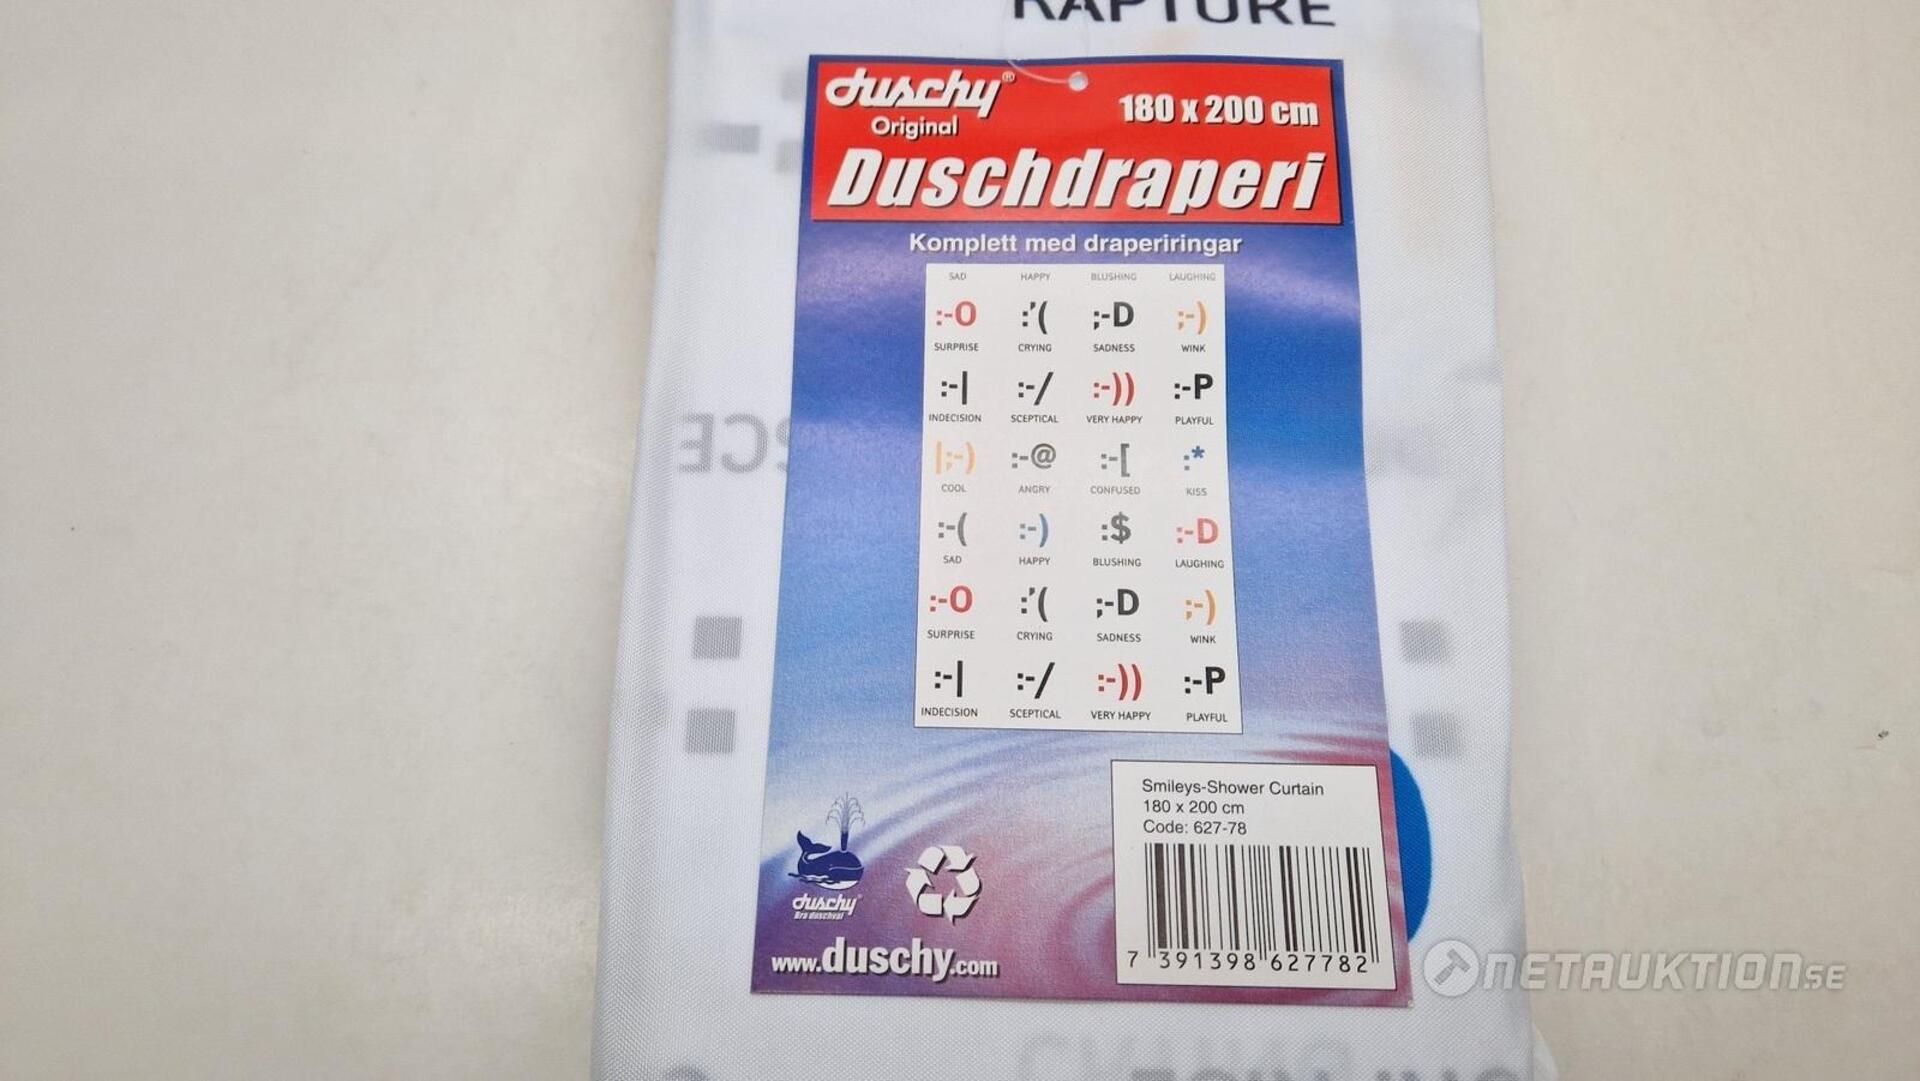 RAPTURE
duschy®
Original
180 x 200 cm
Duschdraperi
Komplett med draperiringar
SAD HAPPY BLUSHING LAUGHING
:-O :'( ;-D ;-)
SURPRISE CRYING SADNESS WINK
:-| :-/ :-)) :-P
INDECISION SCEPTICAL VERY HAPPY PLAYFUL
|;-) :-@ :-[ :*
COOL ANGRY CONFUSED KISS
:-( :-) :$ :-D
SAD HAPPY BLUSHING LAUGHING
:-O :'( ;-D ;-)
SURPRISE CRYING SADNESS WINK
:-| :-/ :-)) :-P
INDECISION SCEPTICAL VERY HAPPY PLAYFUL
Smileys-Shower Curtain
180 x 200 cm
Code: 627-78
7 391398 627782
duschy®
Bra duschval
www.duschy.com
NETAUKTION.SE